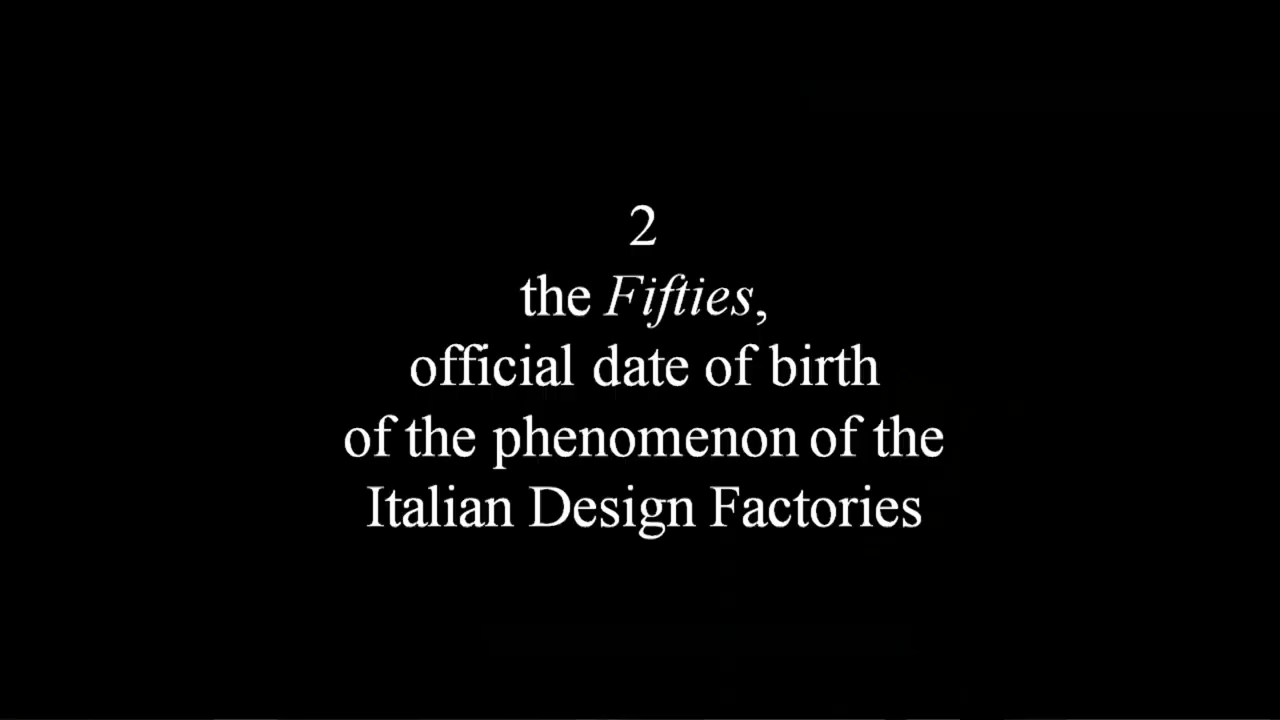 2
the Fifties,
official date of birth
of the phenomenon of the
Italian Design Factories